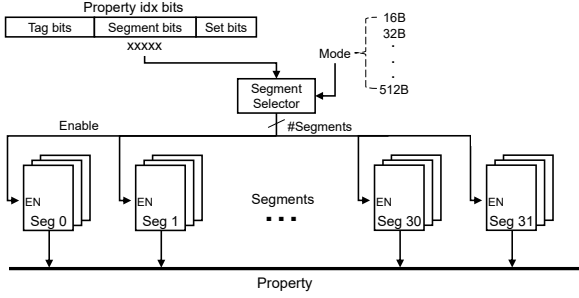 Property idx bits
Tag bits Segment bits Set bits
xxxxx
Mode
16B
32B
.
.
.
512B
Segment
Selector
Enable
#Segments
EN
Seg 0
EN
Seg 1
Segments
...
EN
Seg 30
EN
Seg 31
Property